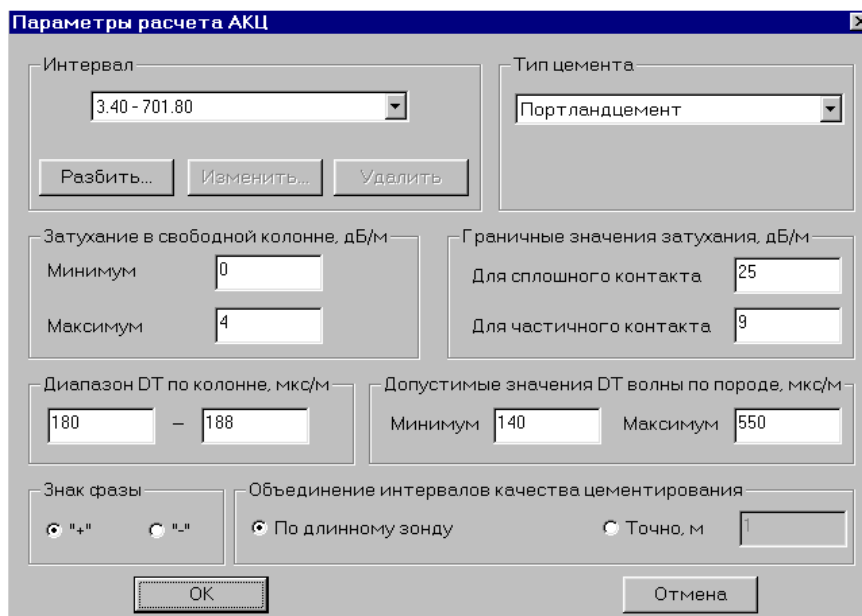 Параметры расчета АКЦ
Интервал
Тип цемента
3.40 - 701.80
Портландцемент
Разбить...
Изменить...
Удалить
Затухание в свободной колонне, дБ/м
Граничные значения затухания, дБ/м
Минимум 0
Для сплошного контакта 25
Максимум 4
Для частичного контакта 9
Диапазон DT по колонне, мкс/м
Допустимые значения DT волны по породе, мкс/м
180 – 188
Минимум 140 Максимум 550
Знак фазы
Объединение интервалов качества цементирования
"+" "-"
По длинному зонду
Точно, м 1
OK
Отмена